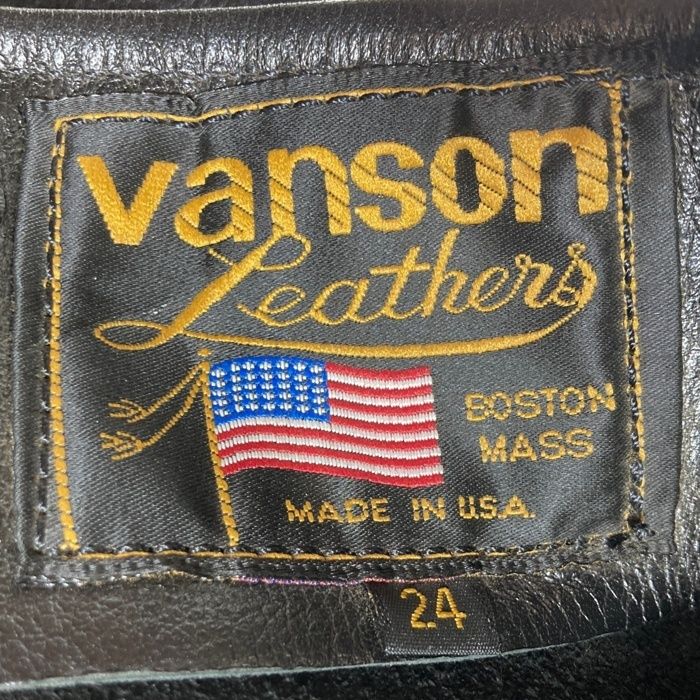 vanson
Leathers
BOSTON
MASS
MADE IN U.S.A.
24